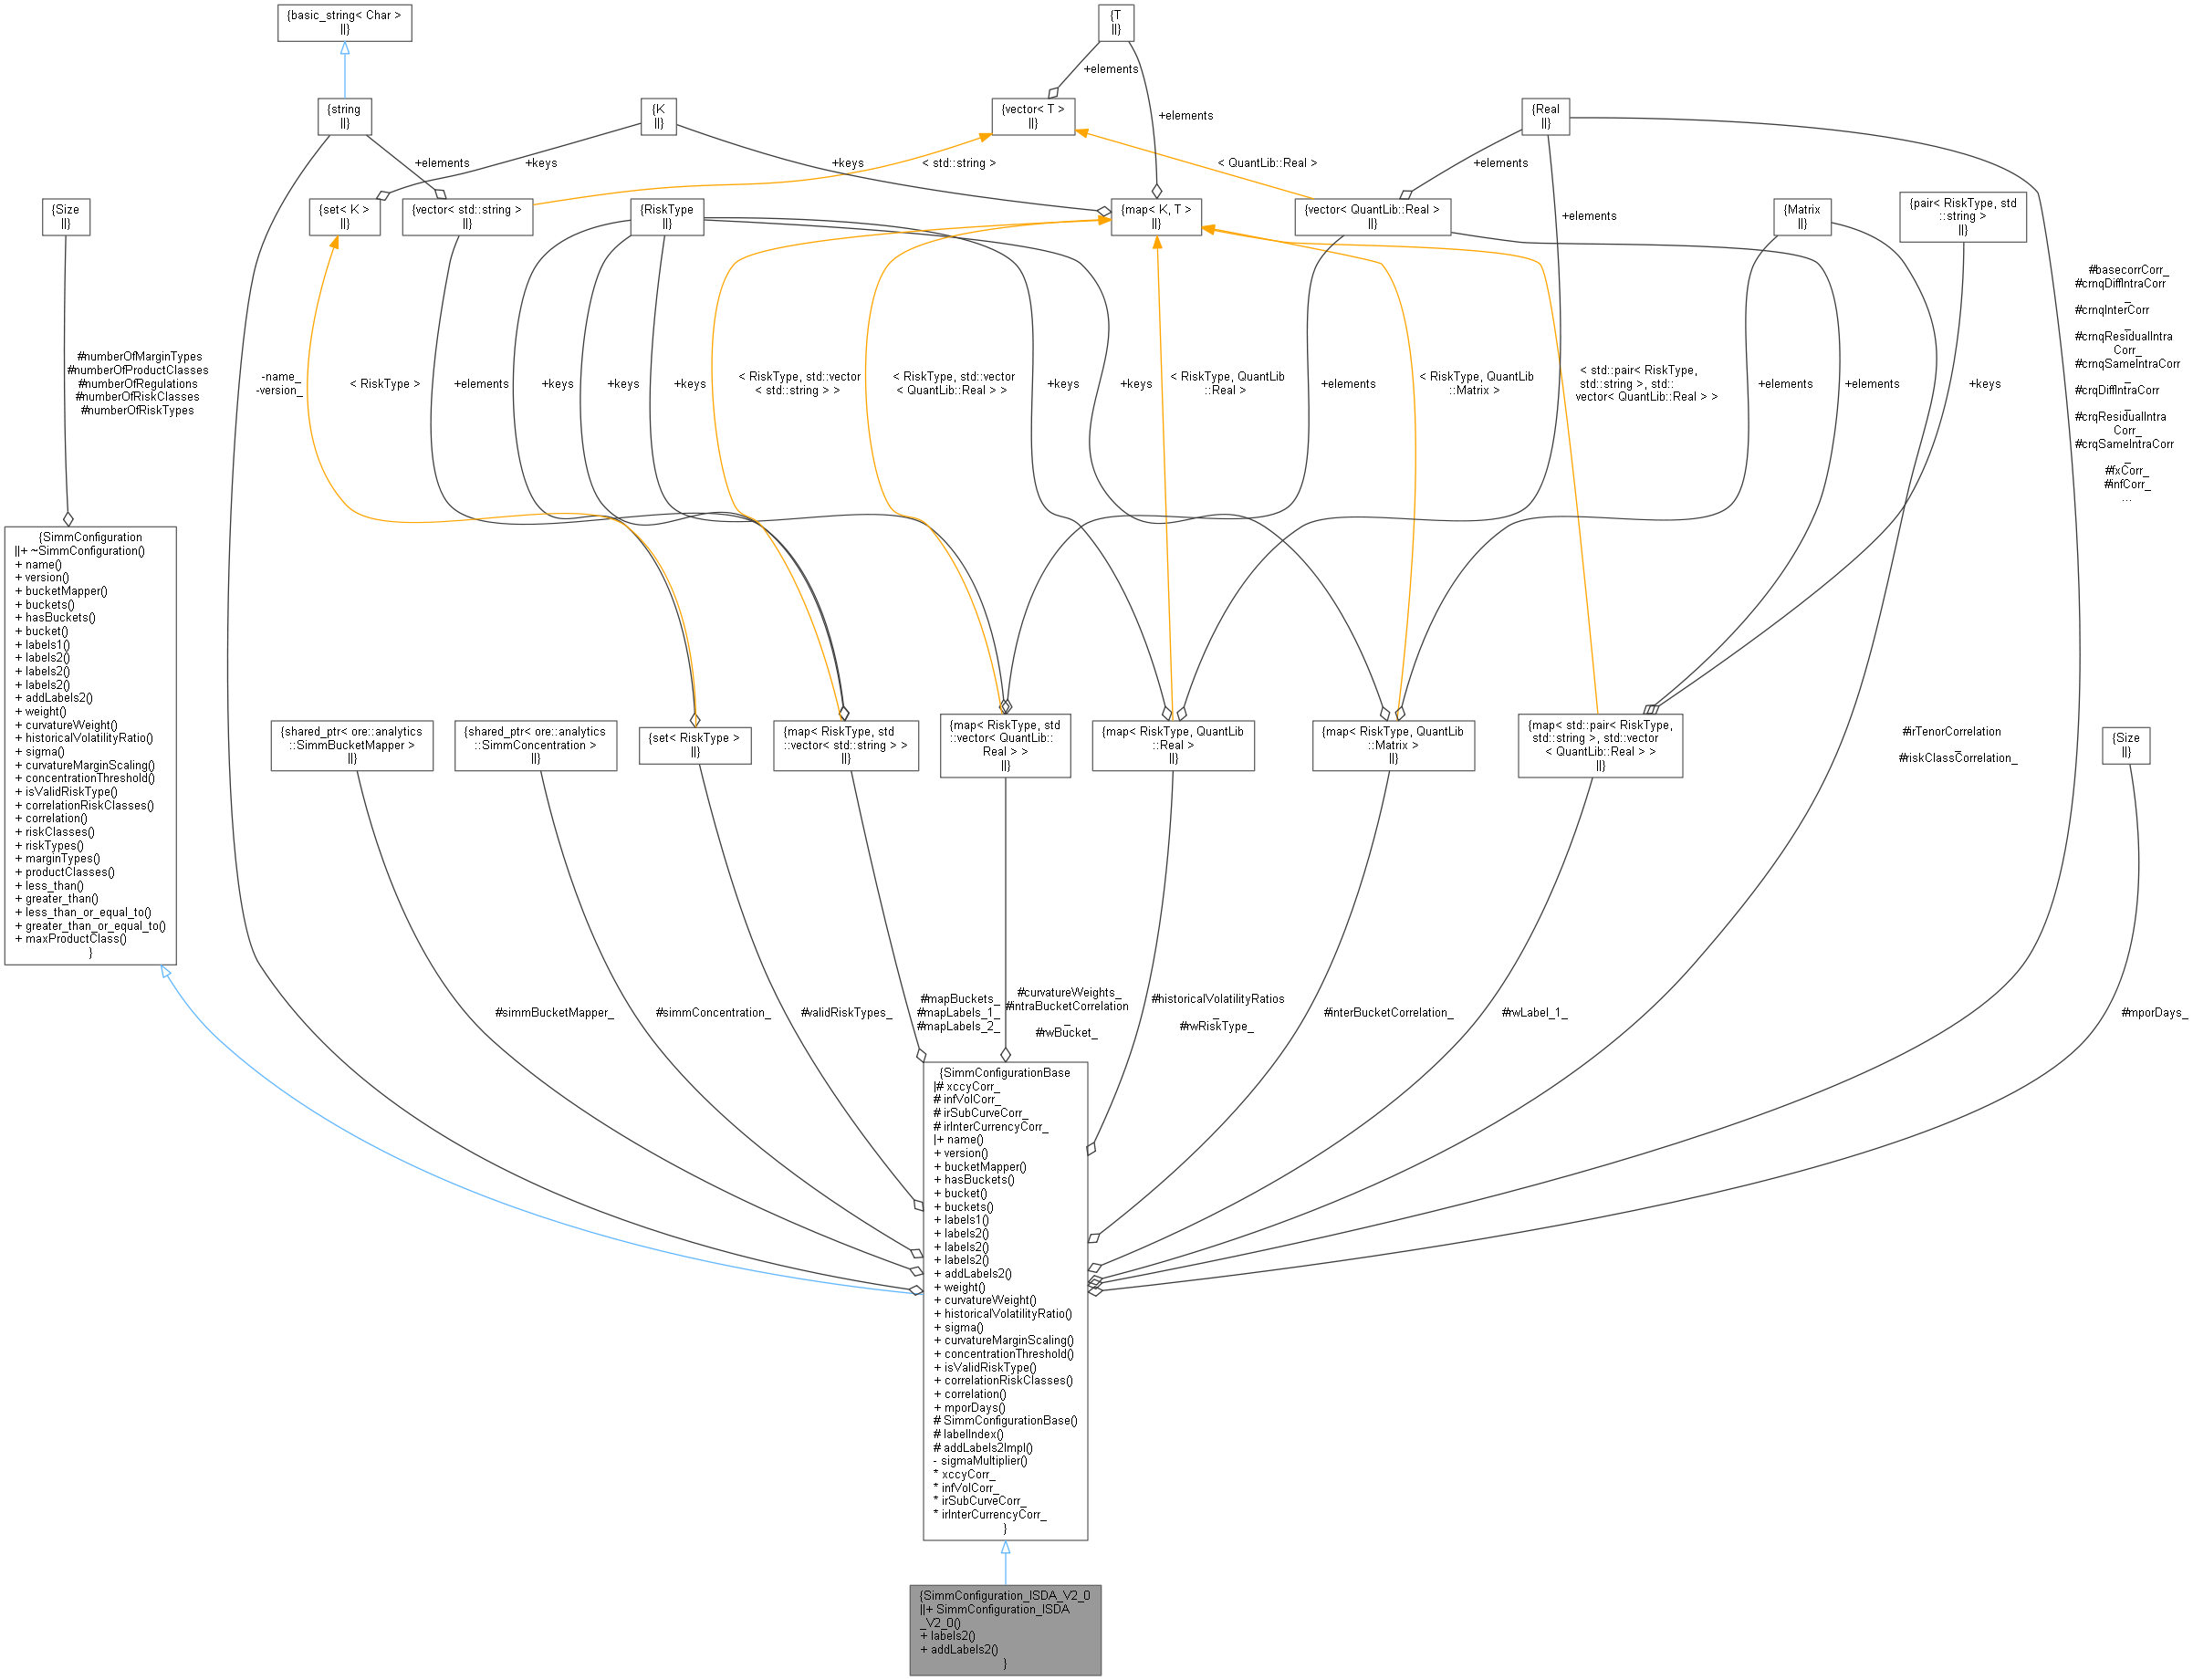 {basic_string< Char >
||}
{T
||}
+elements
{string
||}
{K
||}
{vector< T >
||}
{Real
||}
+elements
+elements
+keys
< std::string >
+keys
< QuantLib::Real >
+elements
{Size
||}
{set< K >
||}
{vector< std::string >
||}
{RiskType
||}
{map< K, T >
||}
{vector< QuantLib::Real >
||}
+elements
{Matrix
||}
{pair< RiskType, std
::string >
||}
#numberOfMarginTypes
#numberOfProductClasses
#numberOfRegulations
#numberOfRiskClasses
#numberOfRiskTypes
-name_
-version_
< RiskType >
+elements
+keys
+keys
+keys
< RiskType, std::vector
< std::string > >
< RiskType, std::vector
< QuantLib::Real > >
+keys
+keys
< RiskType, QuantLib
::Real >
+elements
< RiskType, QuantLib
::Matrix >
< std::pair< RiskType,
std::string >, std::
vector< QuantLib::Real > >
+elements
+elements
+keys
#basecorrCorr_
#crnqDiffIntraCorr
_
#crnqInterCorr
_
#crnqResidualIntra
Corr_
#crnqSameIntraCorr
_
#crqDiffIntraCorr
_
#crqResidualIntra
Corr_
#crqSameIntraCorr
_
#fxCorr_
#infCorr_
...
{SimmConfiguration
||+ ~SimmConfiguration()
+ name()
+ version()
+ bucketMapper()
+ buckets()
+ hasBuckets()
+ bucket()
+ labels1()
+ labels2()
+ labels2()
+ labels2()
+ addLabels2()
+ weight()
+ curvatureWeight()
+ historicalVolatilityRatio()
+ sigma()
+ curvatureMarginScaling()
+ concentrationThreshold()
+ isValidRiskType()
+ correlationRiskClasses()
+ correlation()
+ riskClasses()
+ riskTypes()
+ marginTypes()
+ productClasses()
+ less_than()
+ greater_than()
+ less_than_or_equal_to()
+ greater_than_or_equal_to()
+ maxProductClass()
}
{shared_ptr< ore::analytics
::SimmBucketMapper >
||}
{shared_ptr< ore::analytics
::SimmConcentration >
||}
{set< RiskType >
||}
{map< RiskType, std
::vector< std::string > >
||}
{map< RiskType, std
::vector< QuantLib::
Real > >
||}
{map< RiskType, QuantLib
::Real >
||}
{map< RiskType, QuantLib
::Matrix >
||}
{map< std::pair< RiskType,
std::string >, std::vector
< QuantLib::Real > >
||}
#irTenorCorrelation
_
#riskClassCorrelation_
{Size
||}
#simmBucketMapper_
#simmConcentration_
#validRiskTypes_
#mapBuckets_
#mapLabels_1_
#mapLabels_2_
#curvatureWeights_
#intraBucketCorrelation
_
#rwBucket_
#historicalVolatilityRatios
_
#rwRiskType_
#interBucketCorrelation_
#rwLabel_1_
#mporDays_
{SimmConfigurationBase
|# xccyCorr_
# infVolCorr_
# irSubCurveCorr_
# irInterCurrencyCorr_
|+ name()
+ version()
+ bucketMapper()
+ hasBuckets()
+ bucket()
+ buckets()
+ labels1()
+ labels2()
+ labels2()
+ labels2()
+ addLabels2()
+ weight()
+ curvatureWeight()
+ historicalVolatilityRatio()
+ sigma()
+ curvatureMarginScaling()
+ concentrationThreshold()
+ isValidRiskType()
+ correlationRiskClasses()
+ correlation()
+ mporDays()
# SimmConfigurationBase()
# labelIndex()
# addLabels2Impl()
- sigmaMultiplier()
* xccyCorr_
* infVolCorr_
* irSubCurveCorr_
* irInterCurrencyCorr_
}
{SimmConfiguration_ISDA_V2_0
||+ SimmConfiguration_ISDA
_V2_0()
+ labels2()
+ addLabels2()
}